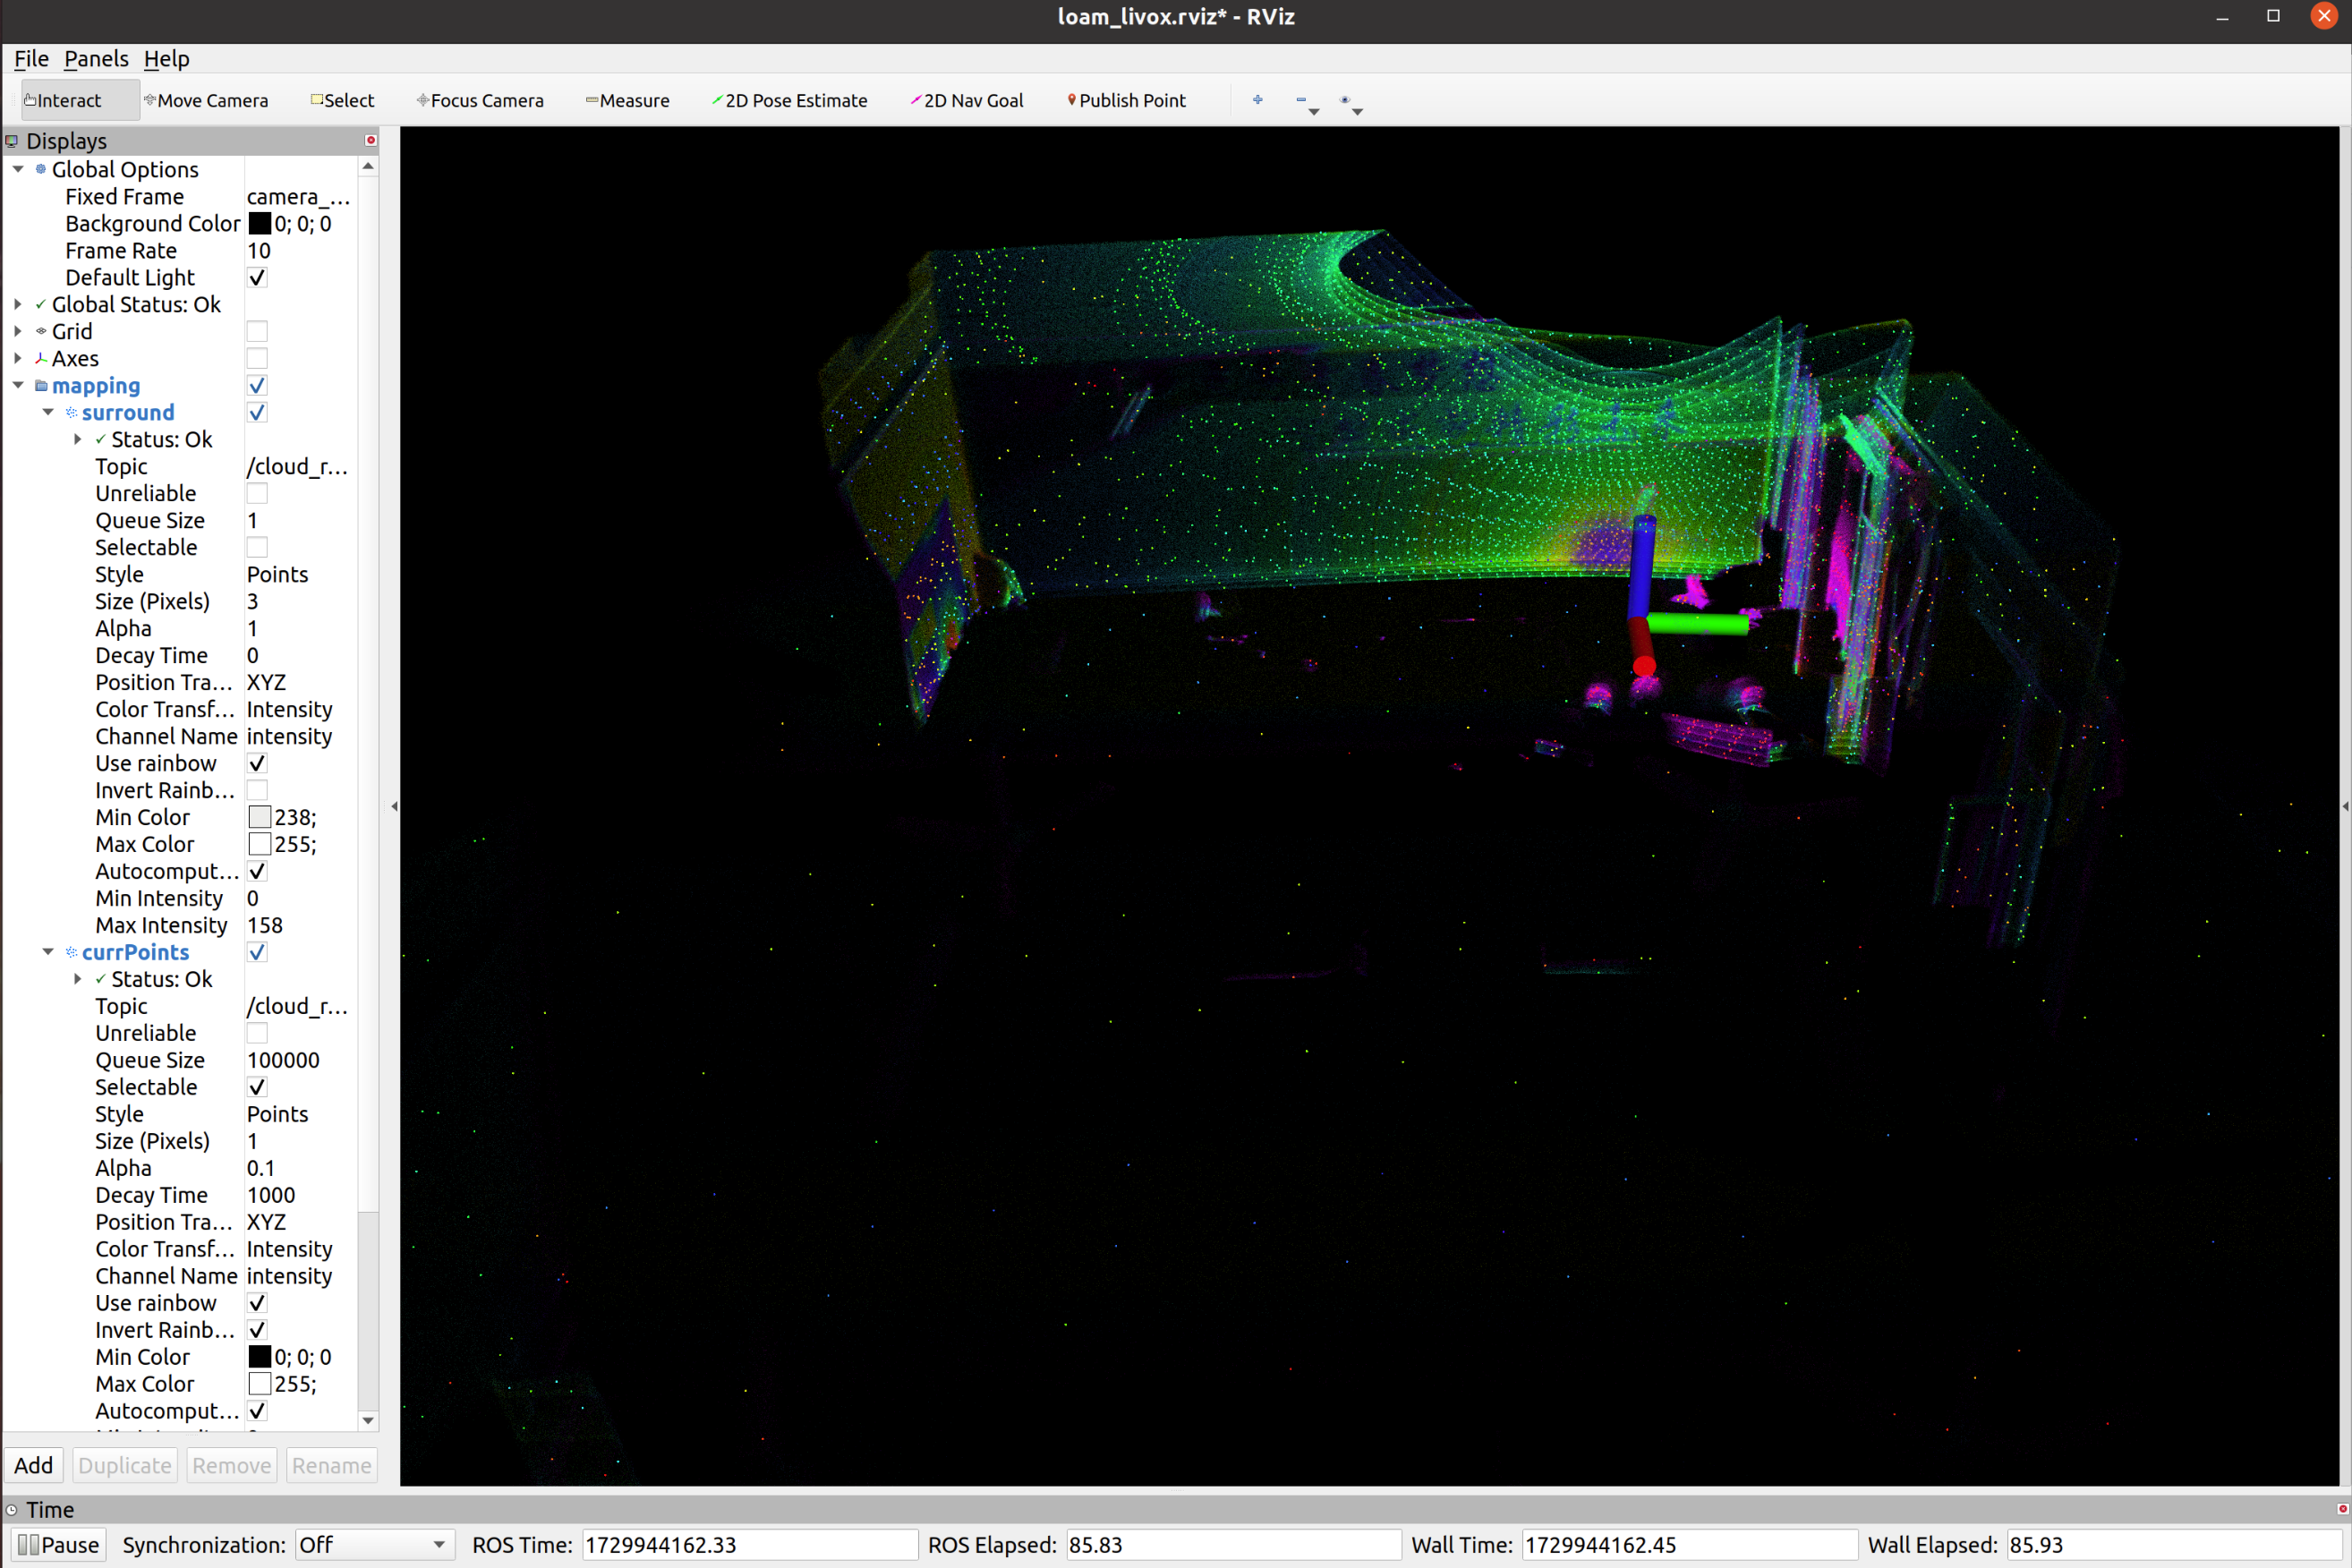 loam_livox.rviz* - RViz
File Panels Help
Interact Move Camera Select Focus Camera Measure 2D Pose Estimate 2D Nav Goal Publish Point
Displays
Global Options
Fixed Frame camera_...
Background Color 0; 0; 0
Frame Rate 10
Default Light
Global Status: Ok
Grid
Axes
mapping
surround
Status: Ok
Topic /cloud_r...
Unreliable
Queue Size 1
Selectable
Style Points
Size (Pixels) 3
Alpha 1
Decay Time 0
Position Tra... XYZ
Color Transf... Intensity
Channel Name intensity
Use rainbow
Invert Rainb...
Min Color 238;
Max Color 255;
Autocomput...
Min Intensity 0
Max Intensity 158
currPoints
Status: Ok
Topic /cloud_r...
Unreliable
Queue Size 100000
Selectable
Style Points
Size (Pixels) 1
Alpha 0.1
Decay Time 1000
Position Tra... XYZ
Color Transf... Intensity
Channel Name intensity
Use rainbow
Invert Rainb...
Min Color 0; 0; 0
Max Color 255;
Autocomput...
Add Duplicate Remove Rename
Time
Pause Synchronization: Off ROS Time: 1729944162.33 ROS Elapsed: 85.83 Wall Time: 1729944162.45 Wall Elapsed: 85.93